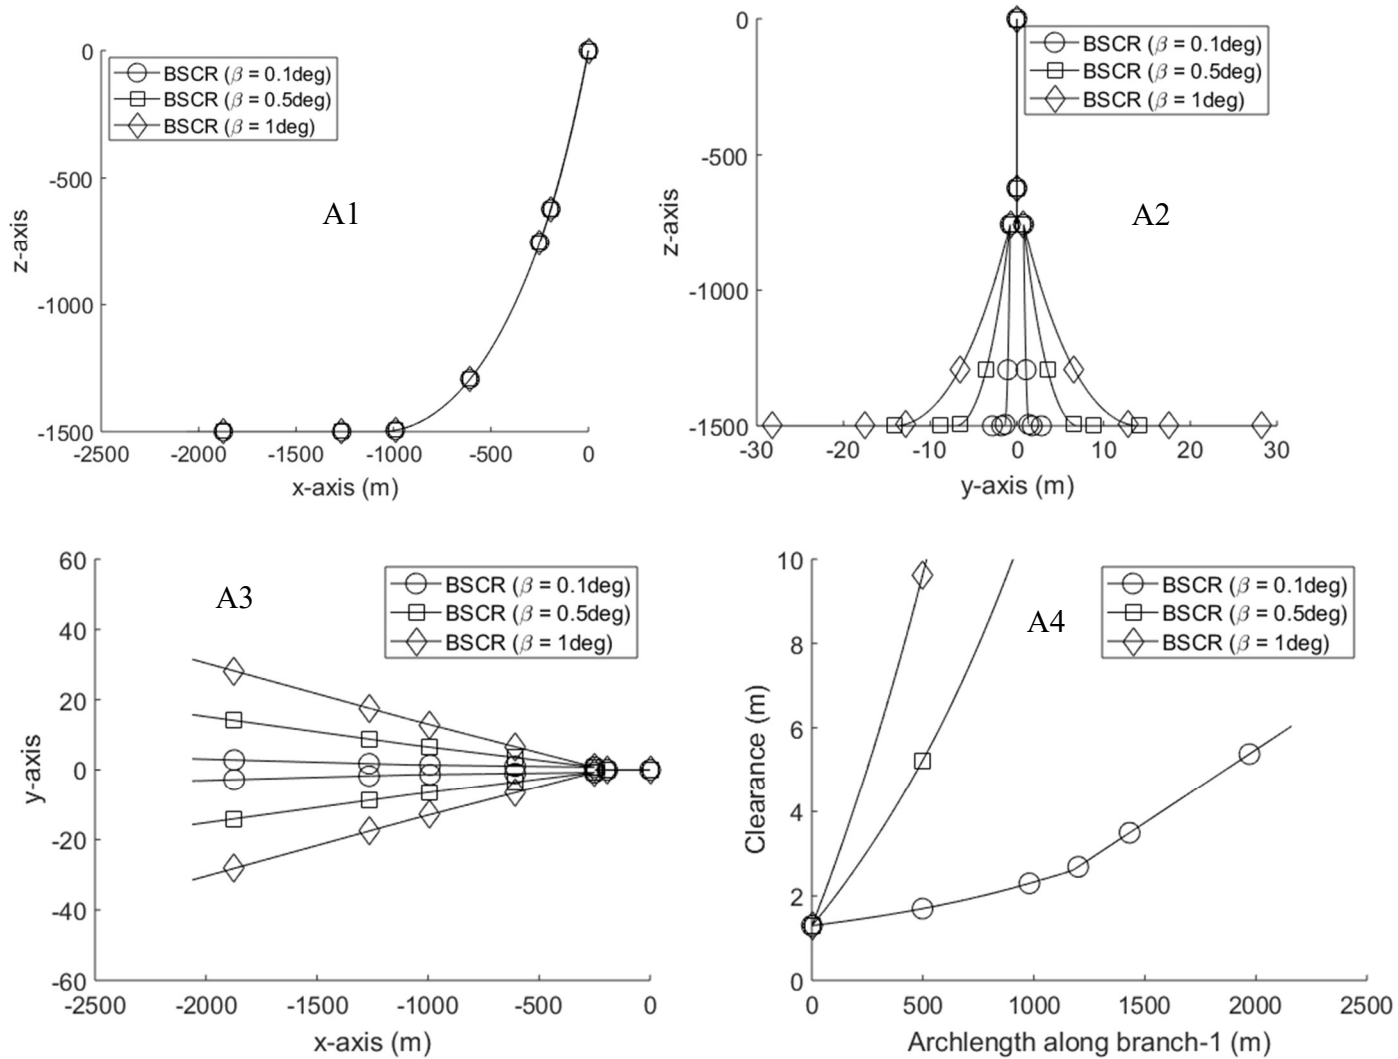 0
-500
-1000
-1500
z-axis
BSCR (β = 0.1deg)
BSCR (β = 0.5deg)
BSCR (β = 1deg)
A1
-2500 -2000 -1500 -1000 -500 0
x-axis (m)
0
-500
-1000
-1500
z-axis
BSCR (β = 0.1deg)
BSCR (β = 0.5deg)
BSCR (β = 1deg)
A2
-30 -20 -10 0 10 20 30
y-axis (m)
60
40
20
0
-20
-40
-60
y-axis
A3
BSCR (β = 0.1deg)
BSCR (β = 0.5deg)
BSCR (β = 1deg)
-2500 -2000 -1500 -1000 -500 0
x-axis (m)
10
8
6
4
2
0
Clearance (m)
BSCR (β = 0.1deg)
BSCR (β = 0.5deg)
BSCR (β = 1deg)
A4
0 500 1000 1500 2000 2500
Archlength along branch-1 (m)